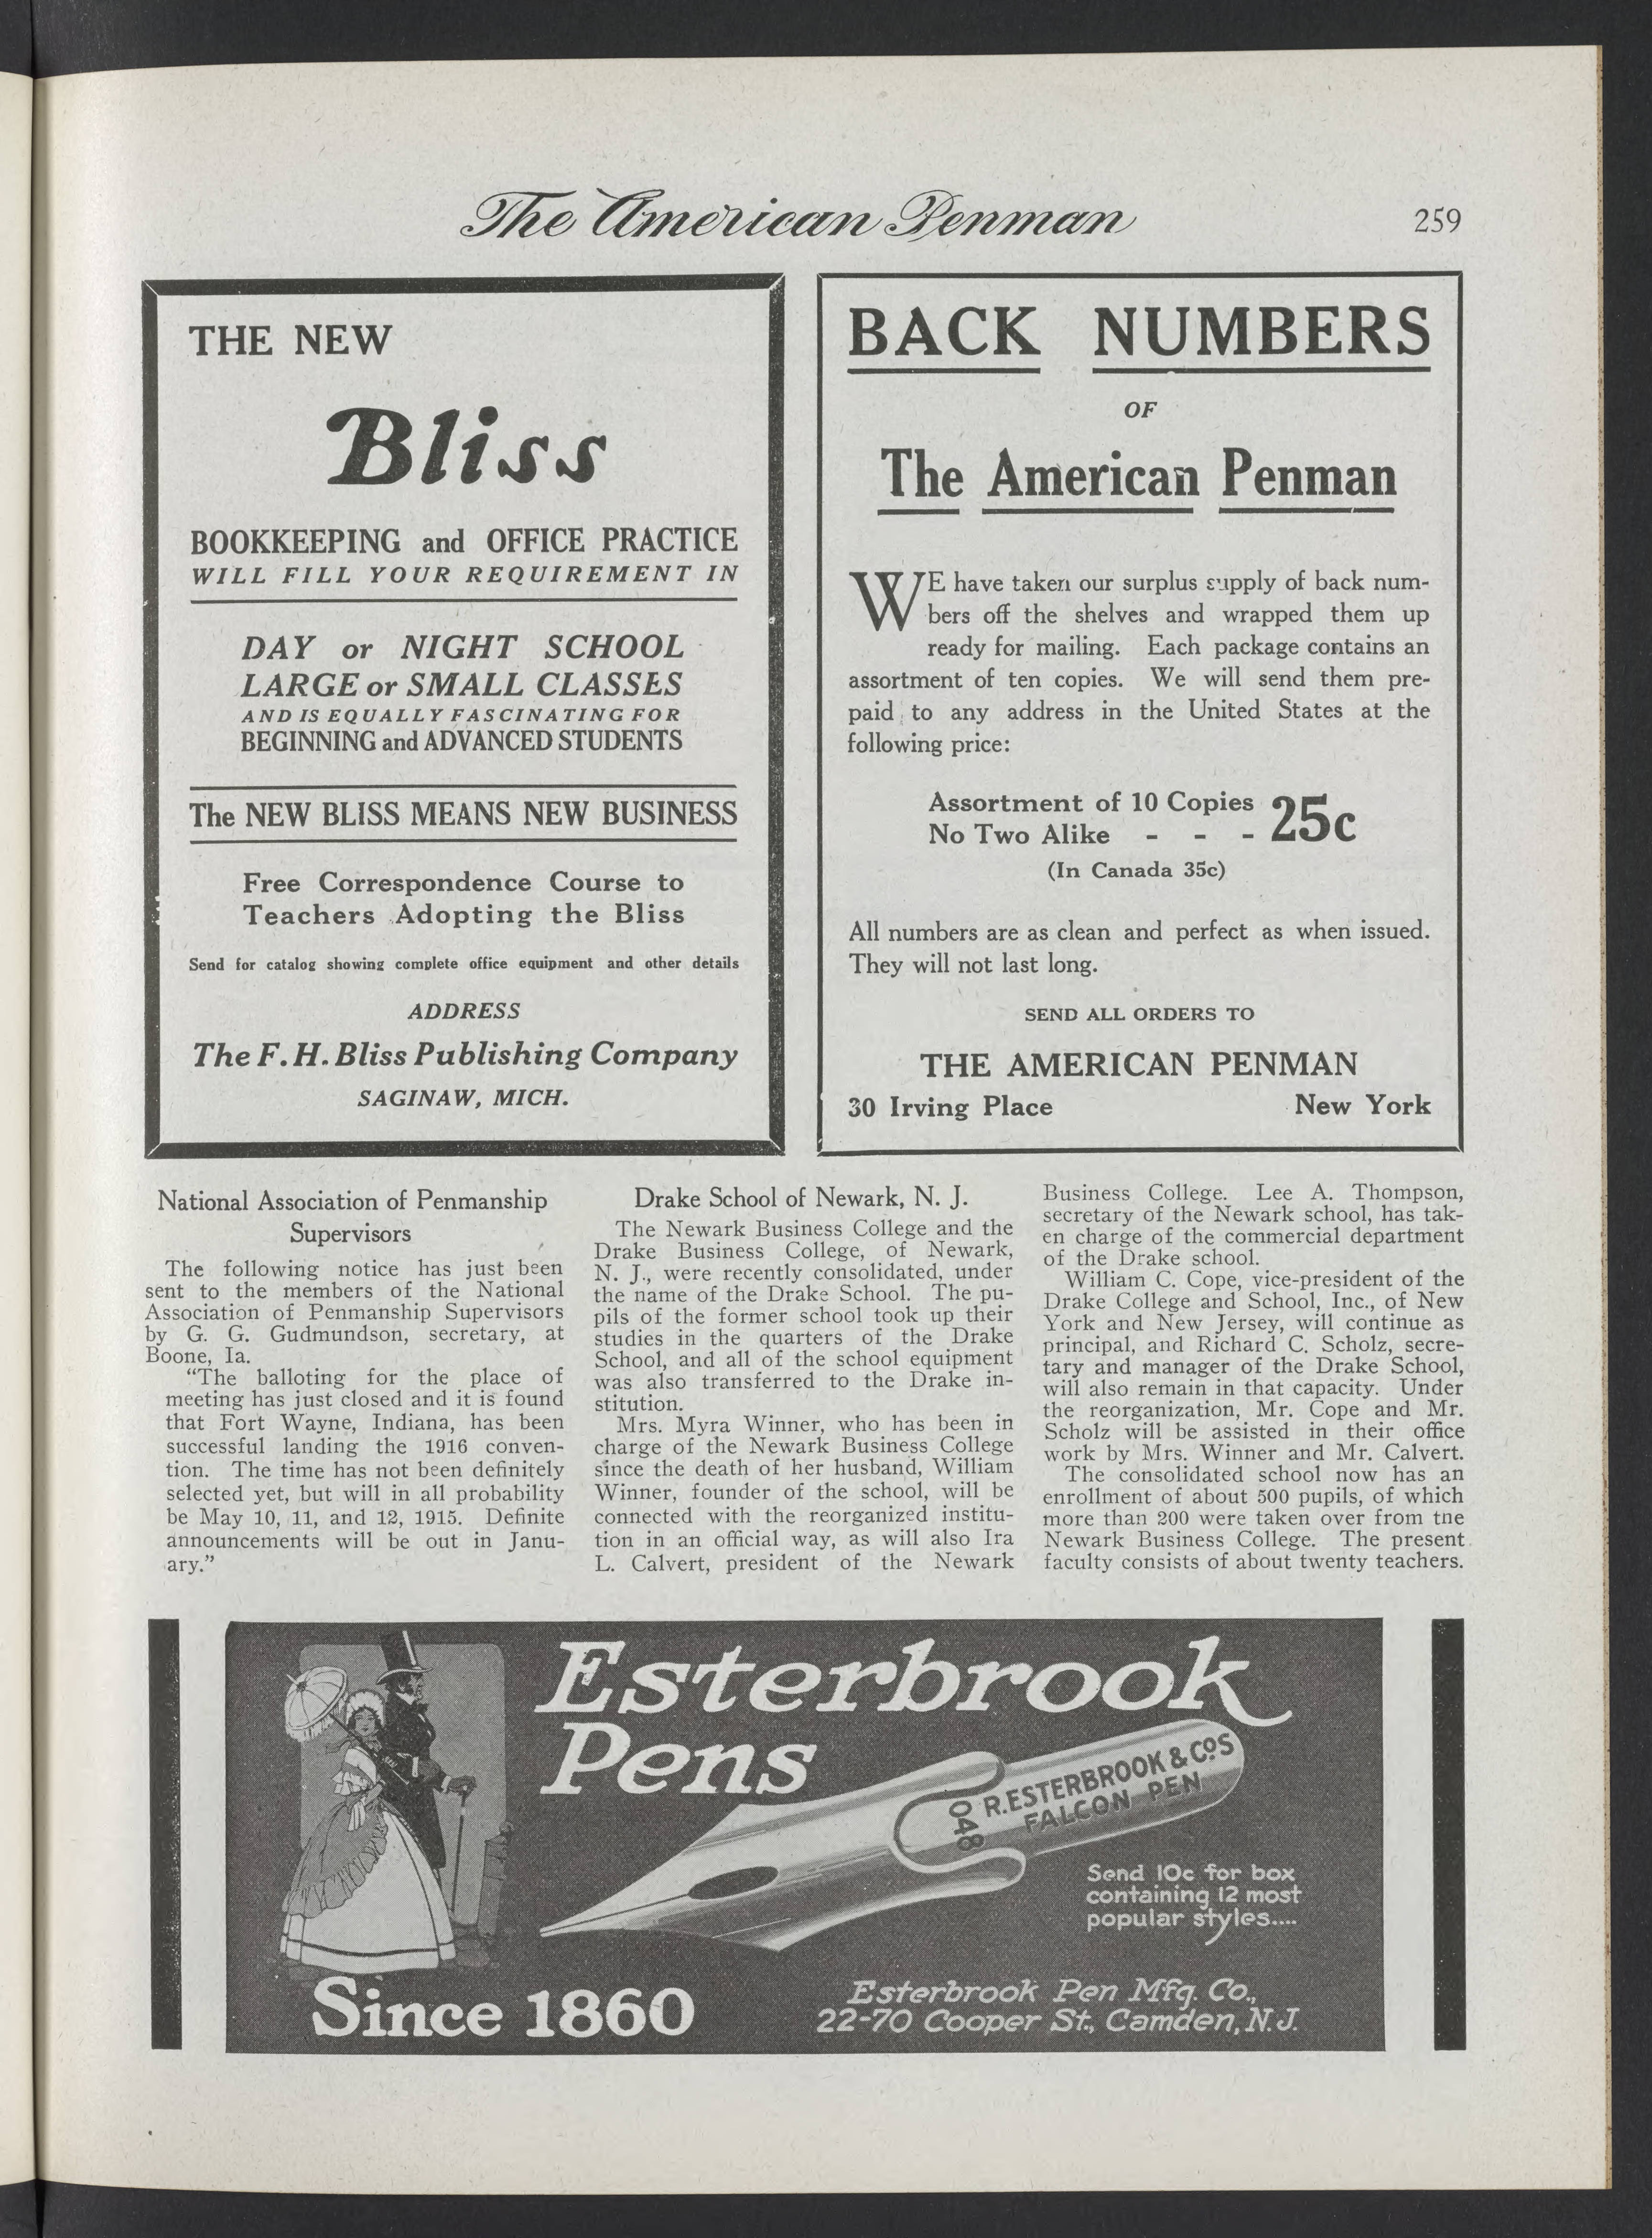 The American Penman
259
THE NEW
Bliss
BOOKKEEPING and OFFICE PRACTICE
WILL FILL YOUR REQUIREMENT IN
DAY or NIGHT SCHOOL
LARGE or SMALL CLASSES
AND IS EQUALLY FASCINATING FOR
BEGINNING and ADVANCED STUDENTS
The NEW BLISS MEANS NEW BUSINESS
Free Correspondence Course to
Teachers Adopting the Bliss
Send for catalog showing complete office equipment and other details
ADDRESS
The F. H. Bliss Publishing Company
SAGINAW, MICH.
BACK NUMBERS
OF
The American Penman
WE have taken our surplus supply of back num-
bers off the shelves and wrapped them up
ready for mailing. Each package contains an
assortment of ten copies. We will send them pre-
paid to any address in the United States at the
following price:
Assortment of 10 Copies
No Two Alike - - - 25c
(In Canada 35c)
All numbers are as clean and perfect as when issued.
They will not last long.
SEND ALL ORDERS TO
THE AMERICAN PENMAN
30 Irving Place New York
National Association of Penmanship
Supervisors
The following notice has just been
sent to the members of the National
Association of Penmanship Supervisors
by G. G. Gudmundson, secretary, at
Boone, Ia.
"The balloting for the place of
meeting has just closed and it is found
that Fort Wayne, Indiana, has been
successful landing the 1916 conven-
tion. The time has not been definitely
selected yet, but will in all probability
be May 10, 11, and 12, 1915. Definite
announcements will be out in Janu-
ary."
Drake School of Newark, N. J.
The Newark Business College and the
Drake Business College, of Newark,
N. J., were recently consolidated, under
the name of the Drake School. The pu-
pils of the former school took up their
studies in the quarters of the Drake
School, and all of the school equipment
was also transferred to the Drake in-
stitution.
Mrs. Myra Winner, who has been in
charge of the Newark Business College
since the death of her husband, William
Winner, founder of the school, will be
connected with the reorganized institu-
tion in an official way, as will also Ira
L. Calvert, president of the Newark
Business College. Lee A. Thompson,
secretary of the Newark school, has tak-
en charge of the commercial department
of the Drake school.
William C. Cope, vice-president of the
Drake College and School, Inc., of New
York and New Jersey, will continue as
principal, and Richard C. Scholz, secre-
tary and manager of the Drake School,
will also remain in that capacity. Under
the reorganization, Mr. Cope and Mr.
Scholz will be assisted in their office
work by Mrs. Winner and Mr. Calvert.
The consolidated school now has an
enrollment of about 500 pupils, of which
more than 200 were taken over from the
Newark Business College. The present
faculty consists of about twenty teachers.
Esterbrook
Pens
048
R.ESTERBROOK & CO'S
FALCON PEN
Send 10c for box
containing 12 most
popular styles....
Since 1860
Esterbrook Pen Mfg. Co.,
22-70 Cooper St., Camden, N.J.